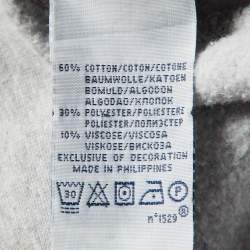 60% COTTON/COTON/COTONE
BAUMWOLLE/KATOEN
BOMULD/ALGODON
ALGODAO/ХЛОПОК
30% POLYESTER/POLIESTERE
POLIESTER/ПОЛИЭСТЕР
10% VISCOSE/VISCOSA
VISKOSE/ВИСКОЗА
EXCLUSIVE OF DECORATION
MADE IN PHILIPPINES
30 P
n°1529 ®